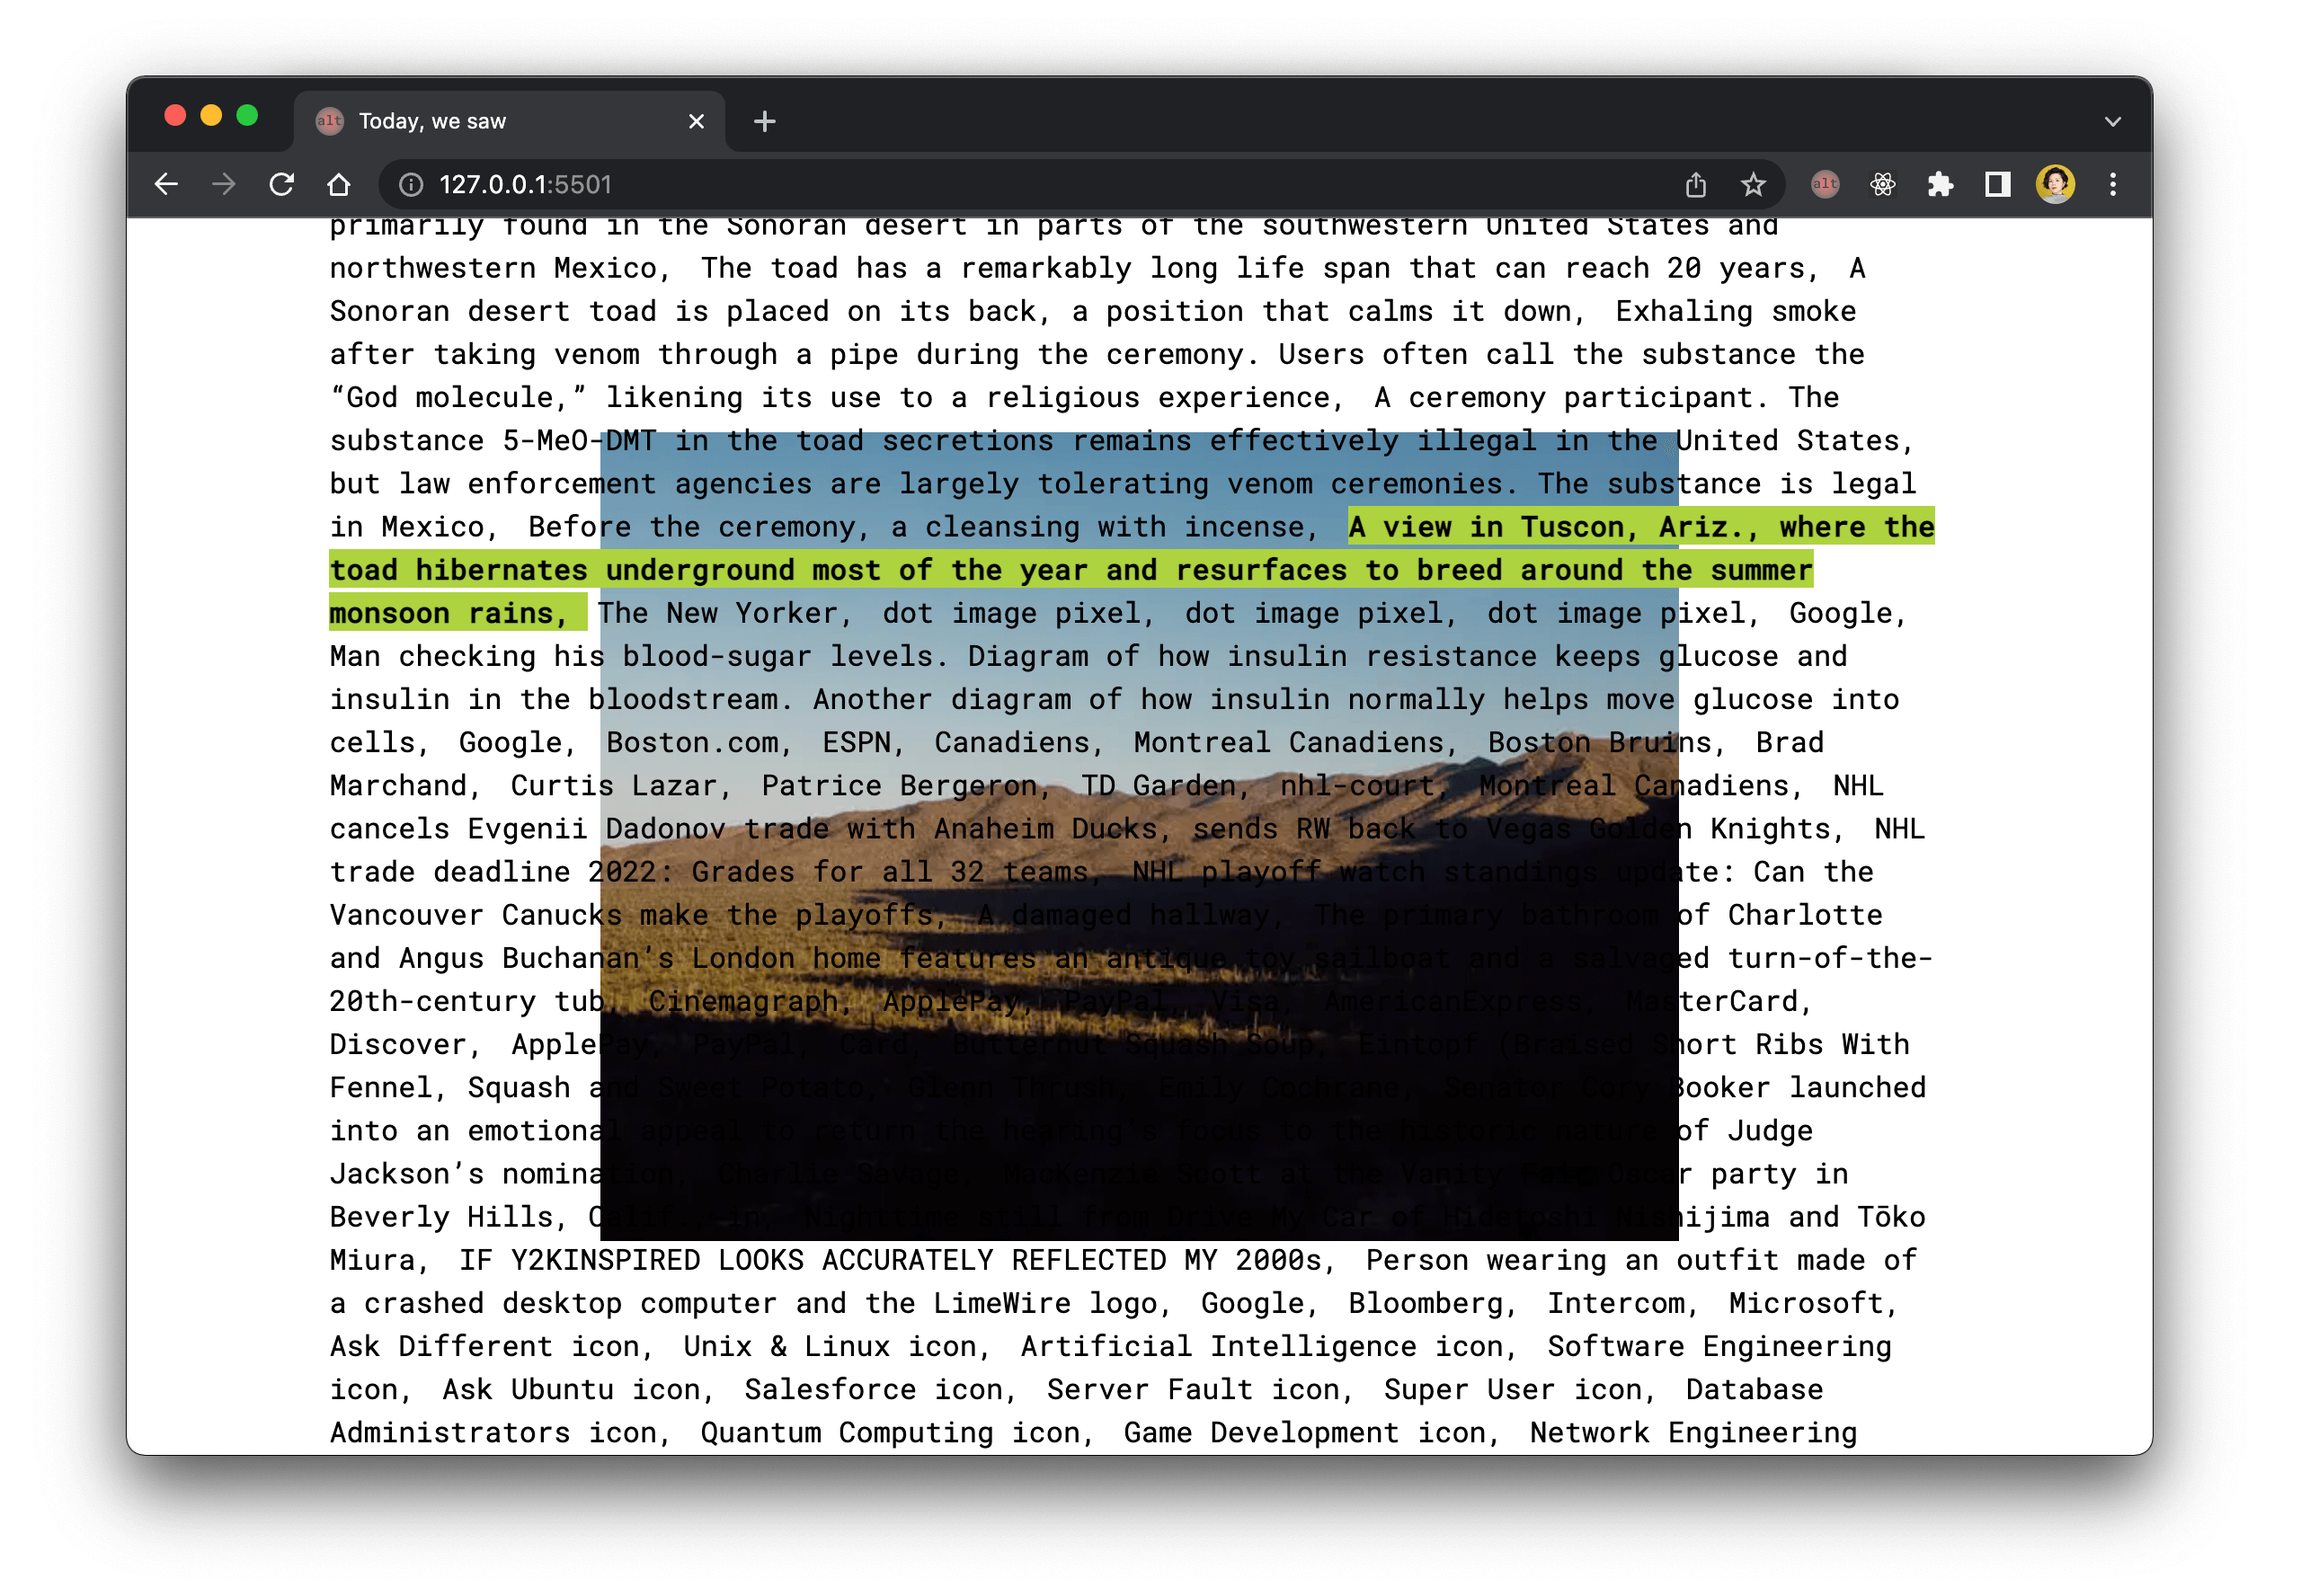 alt Today, we saw
127.0.0.1:5501
alt
primarily found in the Sonoran desert in parts of the southwestern United States and
northwestern Mexico, The toad has a remarkably long life span that can reach 20 years, A
Sonoran desert toad is placed on its back, a position that calms it down, Exhaling smoke
after taking venom through a pipe during the ceremony. Users often call the substance the
“God molecule,” likening its use to a religious experience, A ceremony participant. The
substance 5-MeO-DMT in the toad secretions remains effectively illegal in the United States,
but law enforcement agencies are largely tolerating venom ceremonies. The substance is legal
in Mexico, Before the ceremony, a cleansing with incense, A view in Tuscon, Ariz., where the
toad hibernates underground most of the year and resurfaces to breed around the summer
monsoon rains, The New Yorker, dot image pixel, dot image pixel, dot image pixel, Google,
Man checking his blood-sugar levels. Diagram of how insulin resistance keeps glucose and
insulin in the bloodstream. Another diagram of how insulin normally helps move glucose into
cells, Google, Boston.com, ESPN, Canadiens, Montreal Canadiens, Boston Bruins, Brad
Marchand, Curtis Lazar, Patrice Bergeron, TD Garden, nhl-court, Montreal Canadiens, NHL
cancels Evgenii Dadonov trade with Anaheim Ducks, sends RW back to Vegas Golden Knights, NHL
trade deadline 2022: Grades for all 32 teams, NHL playoff watch standings update: Can the
Vancouver Canucks make the playoffs, A damaged hallway, The primary bathroom of Charlotte
and Angus Buchanan’s London home features an antique toy sailboat and a salvaged turn-of-the-
20th-century tub, Cinemagraph, ApplePay, PayPal, Visa, AmericanExpress, MasterCard,
Discover, ApplePay, PayPal, Card, Butternut Squash Soup, Eintopf (Braised Short Ribs With
Fennel, Squash and Sweet Potato, Glenn Thrush, Emily Cochrane, Senator Cory Booker launched
into an emotional appeal to return the hearing’s focus to the historic nature of Judge
Jackson’s nomination, Charlie Savage, MacKenzie Scott at the Vanity Fair Oscar party in
Beverly Hills, Calif., in, Nighttime still from Drive My Car of Hidetoshi Nishijima and Tōko
Miura, IF Y2KINSPIRED LOOKS ACCURATELY REFLECTED MY 2000s, Person wearing an outfit made of
a crashed desktop computer and the LimeWire logo, Google, Bloomberg, Intercom, Microsoft,
Ask Different icon, Unix & Linux icon, Artificial Intelligence icon, Software Engineering
icon, Ask Ubuntu icon, Salesforce icon, Server Fault icon, Super User icon, Database
Administrators icon, Quantum Computing icon, Game Development icon, Network Engineering